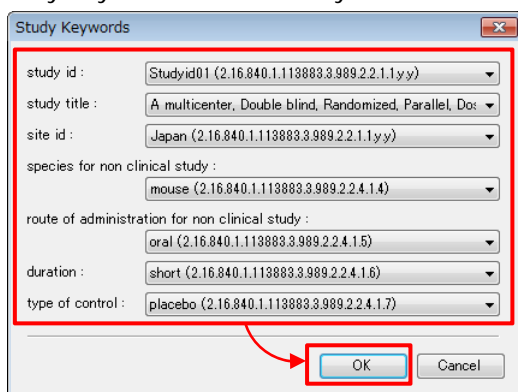 Study Keywords
study id :
Studyid01 (2.16.840.1.113883.3.989.2.2.1.1.y.y)
study title :
A multicenter, Double blind, Randomized, Parallel, Dos
site id :
Japan (2.16.840.1.113883.3.989.2.2.1.1.y.y)
species for non clinical study :
mouse (2.16.840.1.113883.3.989.2.2.4.1.4)
route of administration for non clinical study :
oral (2.16.840.1.113883.3.989.2.2.4.1.5)
duration :
short (2.16.840.1.113883.3.989.2.2.4.1.6)
type of control :
placebo (2.16.840.1.113883.3.989.2.2.4.1.7)
OK
Cancel